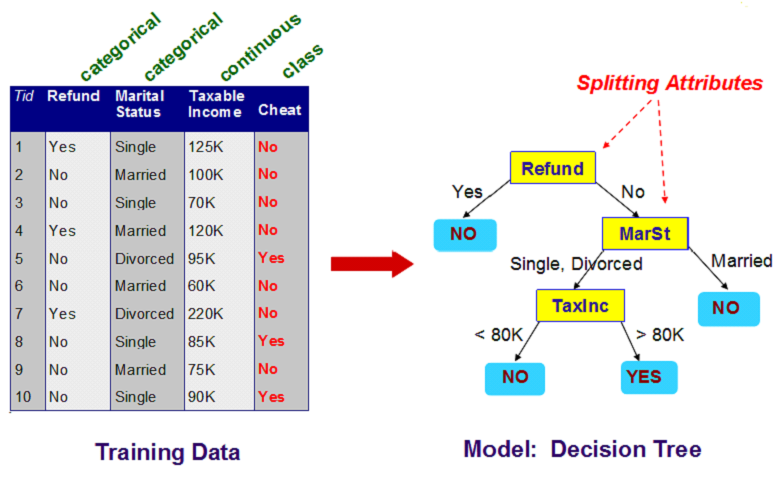 categorical
categorical
continuous
class
Tid Refund Marital Status Taxable Income Cheat
1 Yes Single 125K No
2 No Married 100K No
3 No Single 70K No
4 Yes Married 120K No
5 No Divorced 95K Yes
6 No Married 60K No
7 Yes Divorced 220K No
8 No Single 85K Yes
9 No Married 75K No
10 No Single 90K Yes
Training Data
Splitting Attributes
Refund
Yes No
NO MarSt
Single, Divorced Married
TaxInc NO
< 80K > 80K
NO YES
Model: Decision Tree